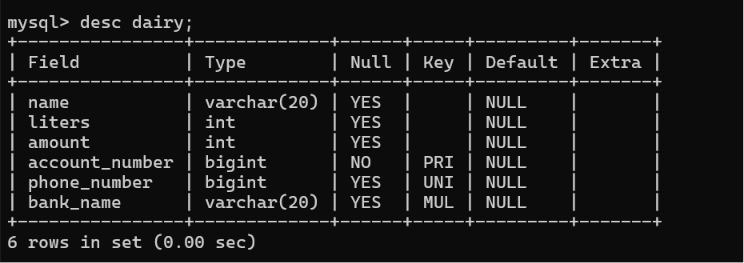 mysql> desc dairy;
+----------------+-------------+------+-----+---------+-------+
| Field          | Type        | Null | Key | Default | Extra |
+----------------+-------------+------+-----+---------+-------+
| name           | varchar(20) | YES  |     | NULL    |       |
| liters         | int         | YES  |     | NULL    |       |
| amount         | int         | YES  |     | NULL    |       |
| account_number | bigint      | NO   | PRI | NULL    |       |
| phone_number   | bigint      | YES  | UNI | NULL    |       |
| bank_name      | varchar(20) | YES  | MUL | NULL    |       |
+----------------+-------------+------+-----+---------+-------+
6 rows in set (0.00 sec)